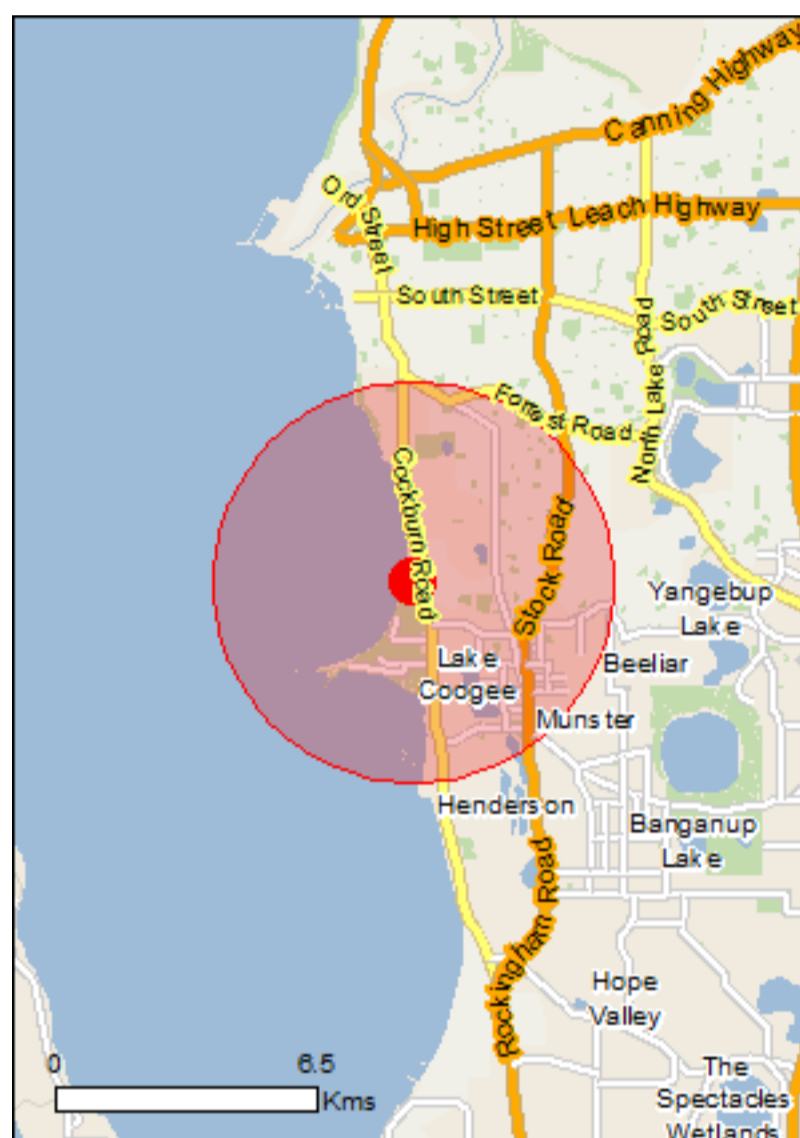 Canning Highway
Ord Street
High Street
Leach Highway
South Street
South Street
North Lake Road
Forrest Road
Cockburn Road
Stock Road
Yangebup
Lake
Lake
Coogee
Beeliar
Munster
Henderson
Banganup
Lake
Rockingham Road
Hope
Valley
The
Spectacles
Wetlands
0
6.5
Kms